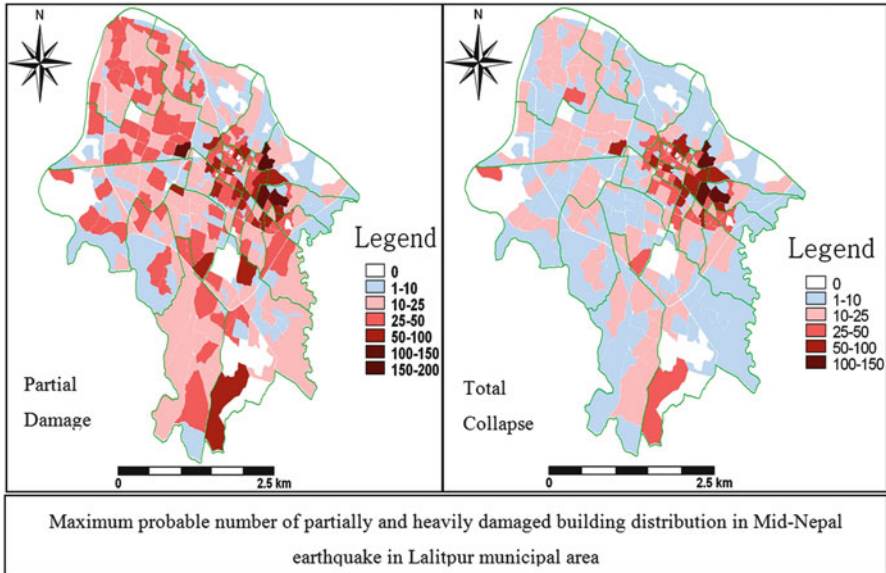 N
Legend
0
1-10
10-25
25-50
50-100
100-150
150-200
Partial
Damage
0
2.5 km
N
Legend
0
1-10
10-25
25-50
50-100
100-150
Total
Collapse
0
2.5 km
Maximum probable number of partially and heavily damaged building distribution in Mid-Nepal
earthquake in Lalitpur municipal area